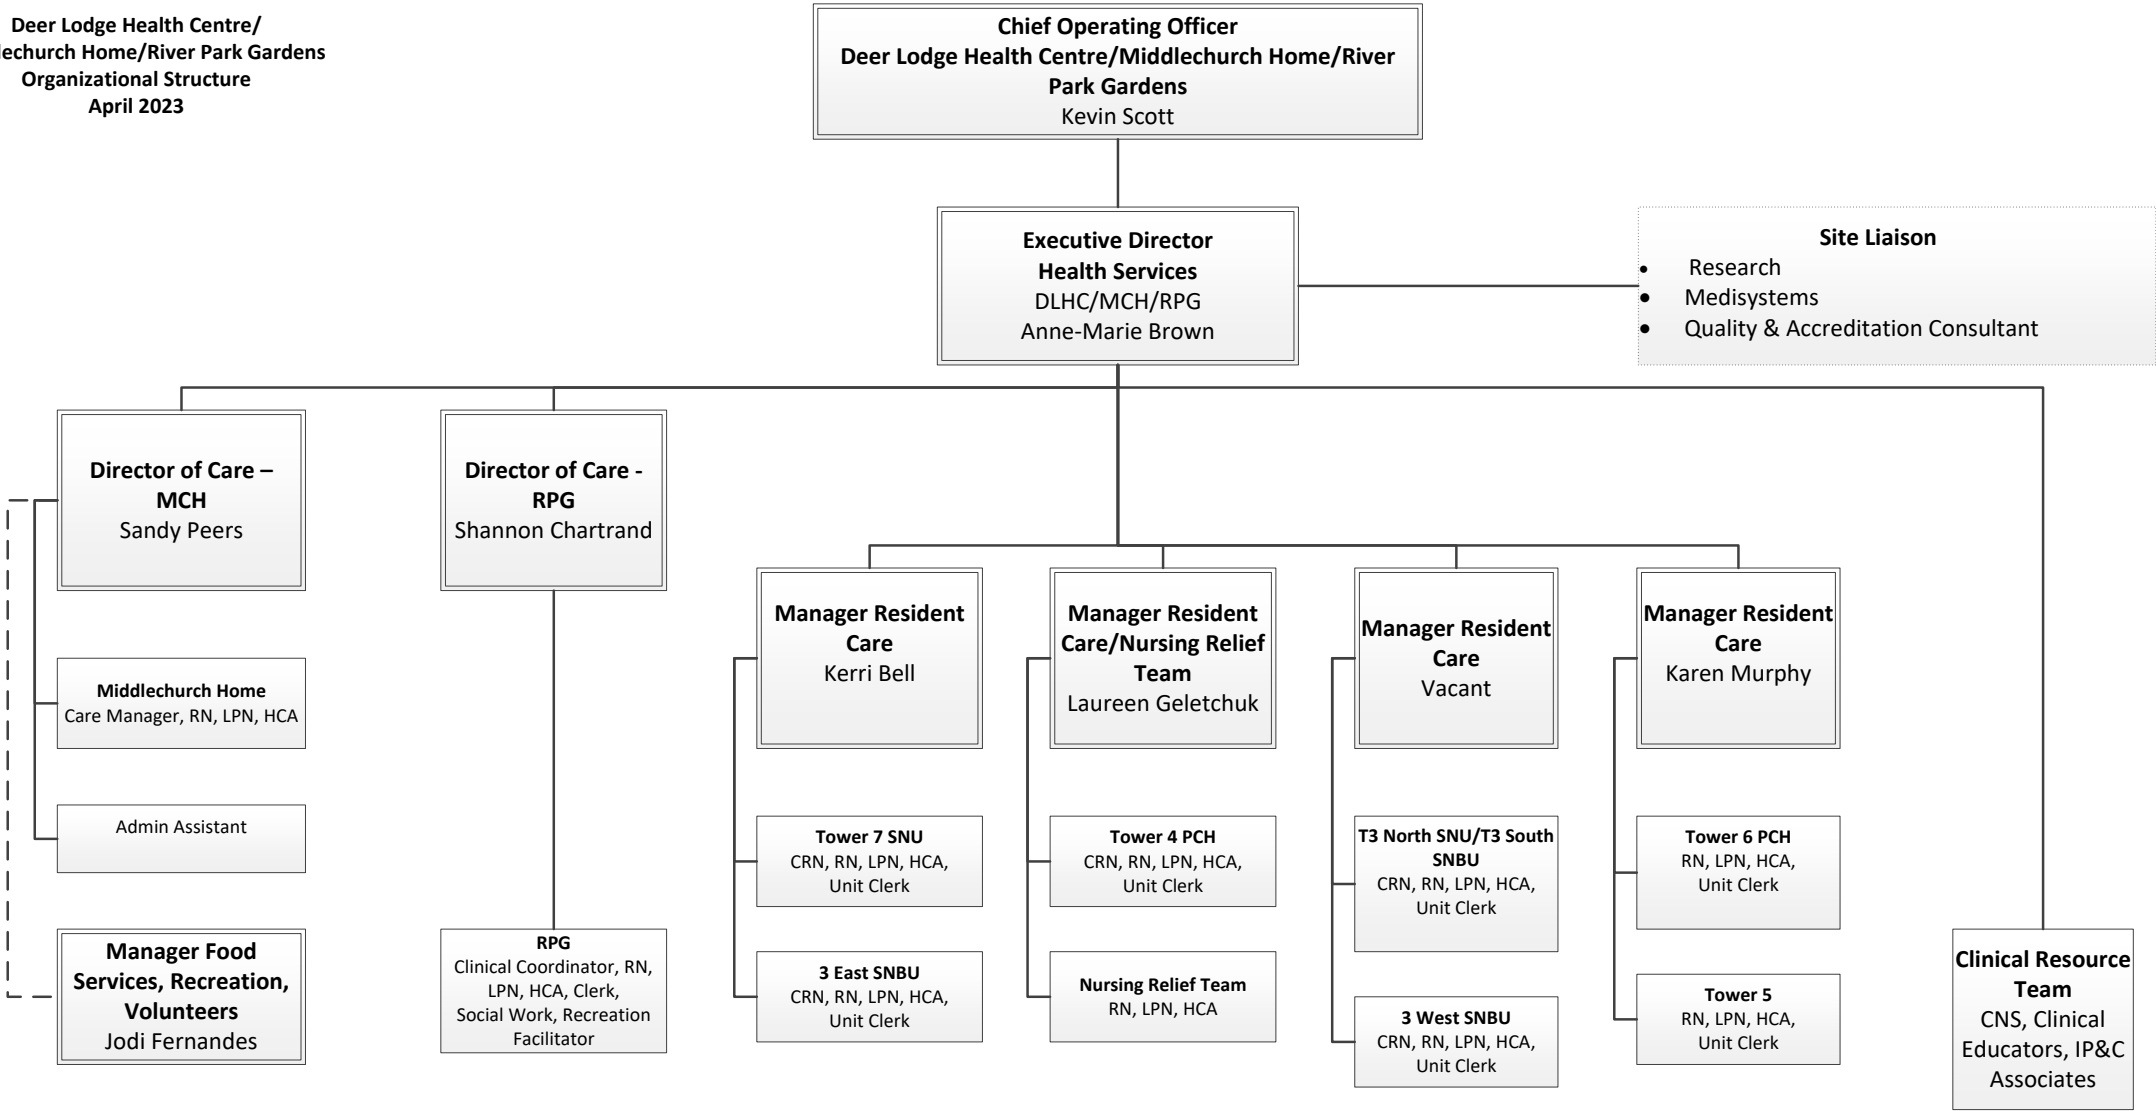 Deer Lodge Health Centre/
lechurch Home/River Park Gardens
Organizational Structure
April 2023
Chief Operating Officer
Deer Lodge Health Centre/Middlechurch Home/River
Park Gardens
Kevin Scott
Executive Director
Health Services
DLHC/MCH/RPG
Anne-Marie Brown
Site Liaison
• Research
• Medisystems
• Quality & Accreditation Consultant
Director of Care –
MCH
Sandy Peers
Director of Care -
RPG
Shannon Chartrand
Manager Resident
Care
Kerri Bell
Manager Resident
Care/Nursing Relief
Team
Laureen Geletchuk
Manager Resident
Care
Vacant
Manager Resident
Care
Karen Murphy
Middlechurch Home
Care Manager, RN, LPN, HCA
Admin Assistant
Manager Food
Services, Recreation,
Volunteers
Jodi Fernandes
RPG
Clinical Coordinator, RN,
LPN, HCA, Clerk,
Social Work, Recreation
Facilitator
Tower 7 SNU
CRN, RN, LPN, HCA,
Unit Clerk
3 East SNBU
CRN, RN, LPN, HCA,
Unit Clerk
Tower 4 PCH
CRN, RN, LPN, HCA,
Unit Clerk
Nursing Relief Team
RN, LPN, HCA
T3 North SNU/T3 South
SNBU
CRN, RN, LPN, HCA,
Unit Clerk
3 West SNBU
CRN, RN, LPN, HCA,
Unit Clerk
Tower 6 PCH
RN, LPN, HCA,
Unit Clerk
Tower 5
RN, LPN, HCA,
Unit Clerk
Clinical Resource
Team
CNS, Clinical
Educators, IP&C
Associates